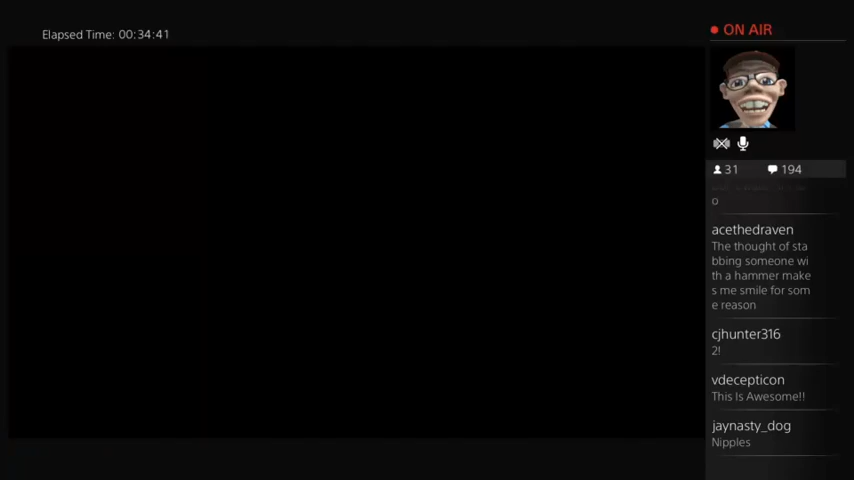 Elapsed Time: 00:34:41
ON AIR
31 194
o
acethedraven
The thought of sta
bbing someone wi
th a hammer make
s me smile for som
e reason
cjhunter316
2!
vdecepticon
This Is Awesome!!
jaynasty_dog
Nipples